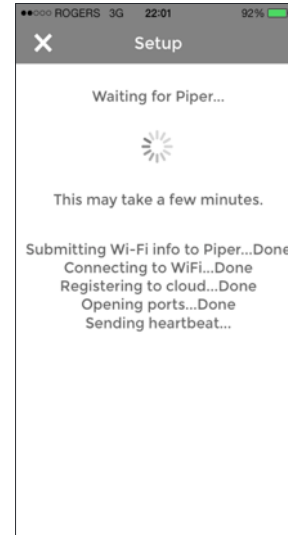 ROGERS 3G 22:01 92%
Setup
Waiting for Piper...
This may take a few minutes.
Submitting Wi-Fi info to Piper...Done
Connecting to WiFi...Done
Registering to cloud...Done
Opening ports...Done
Sending heartbeat...